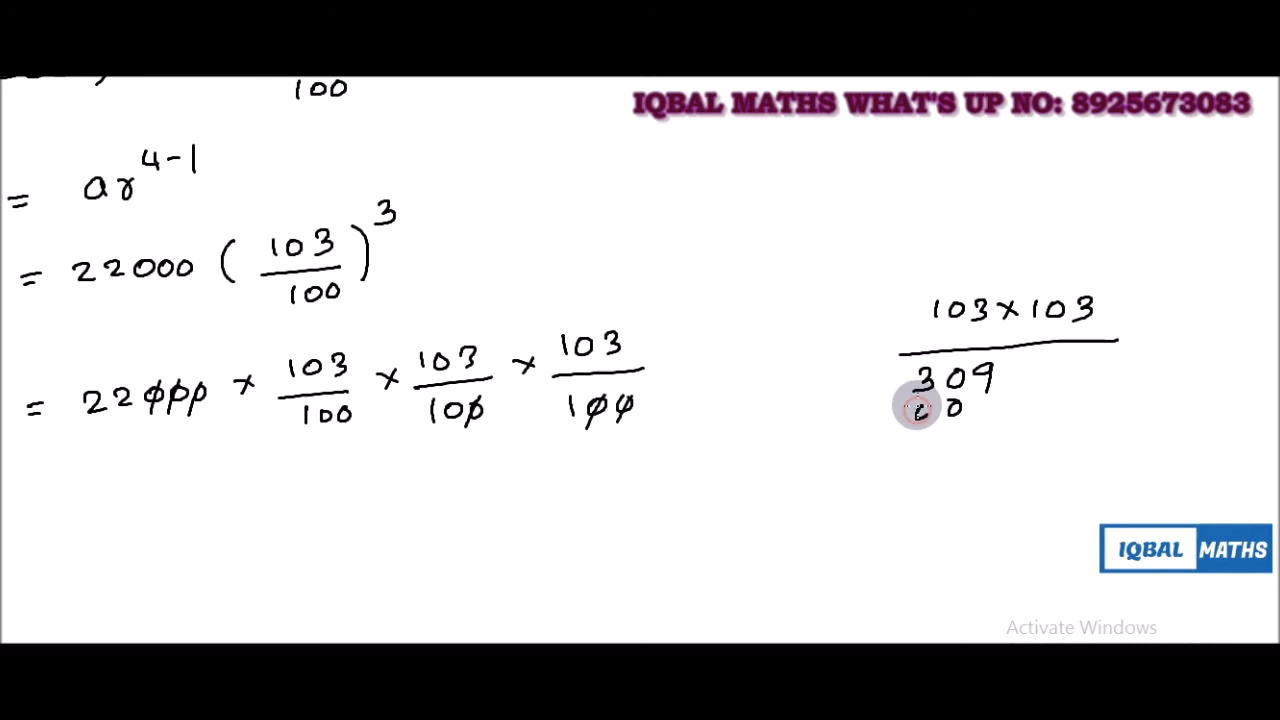 100
IQBAL MATHS WHAT'S UP NO: 8925673083
= ar^{4-1}
= 22000 ( 103/100 )^3
= 22000 × 103/100 × 103/100 × 103/100
103 × 103
309
00
IQBAL MATHS
Activate Windows